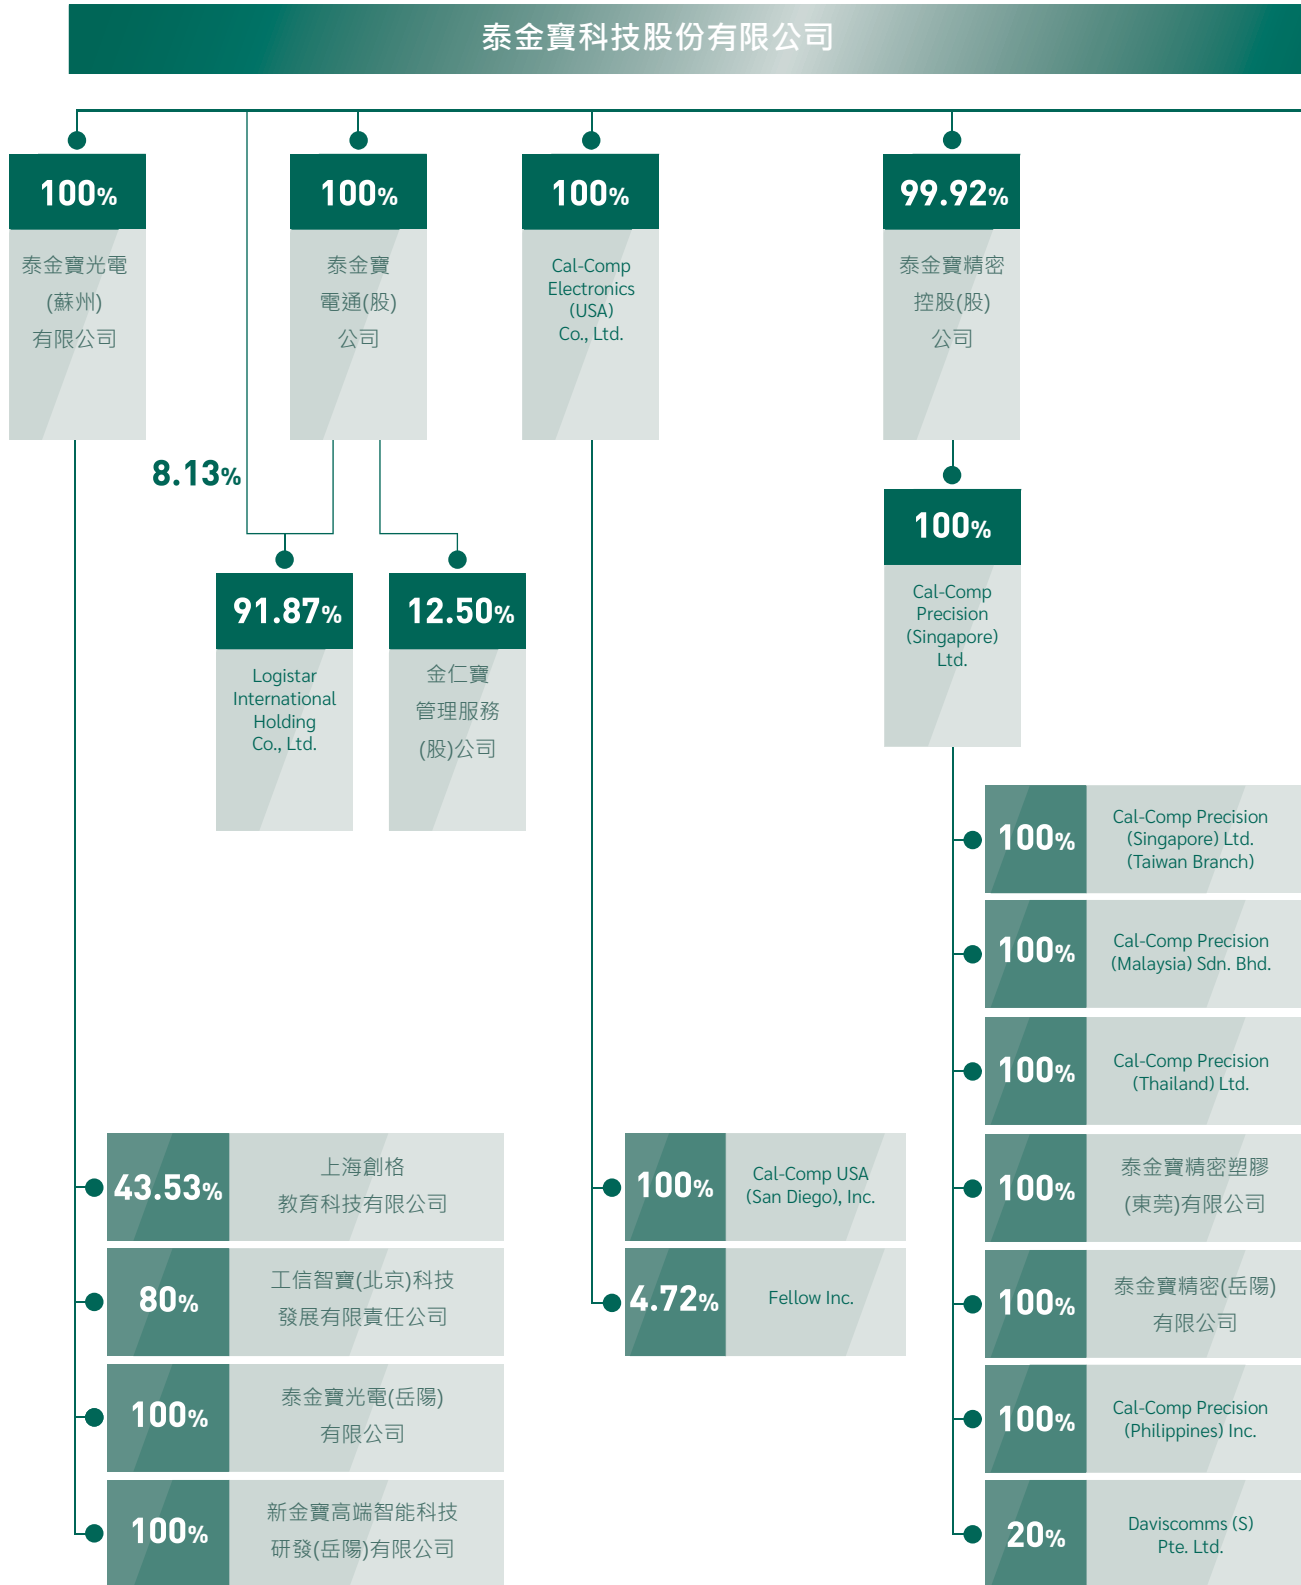 泰金寶科技股份有限公司
100%
泰金寶光電
(蘇州)
有限公司
100%
泰金寶
電通(股)
公司
100%
Cal-Comp
Electronics
(USA)
Co., Ltd.
99.92%
泰金寶精密
控股(股)
公司
8.13%
91.87%
Logistar
International
Holding
Co., Ltd.
12.50%
金仁寶
管理服務
(股)公司
100%
Cal-Comp
Precision
(Singapore)
Ltd.
43.53%
上海創格
教育科技有限公司
80%
工信智寶(北京)科技
發展有限責任公司
100%
泰金寶光電(岳陽)
有限公司
100%
新金寶高端智能科技
研發(岳陽)有限公司
100%
Cal-Comp USA
(San Diego), Inc.
4.72%
Fellow Inc.
100%
Cal-Comp Precision
(Singapore) Ltd.
(Taiwan Branch)
100%
Cal-Comp Precision
(Malaysia) Sdn. Bhd.
100%
Cal-Comp Precision
(Thailand) Ltd.
100%
泰金寶精密塑膠
(東莞)有限公司
100%
泰金寶精密(岳陽)
有限公司
100%
Cal-Comp Precision
(Philippines) Inc.
20%
Daviscomms (S)
Pte. Ltd.